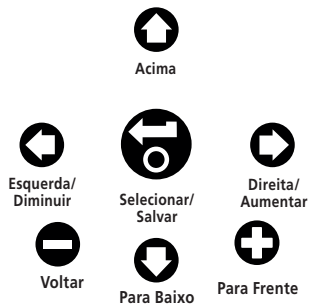 Acima
Esquerda/
Diminuir
Selecionar/
Salvar
Direita/
Aumentar
Voltar
Para Baixo
Para Frente